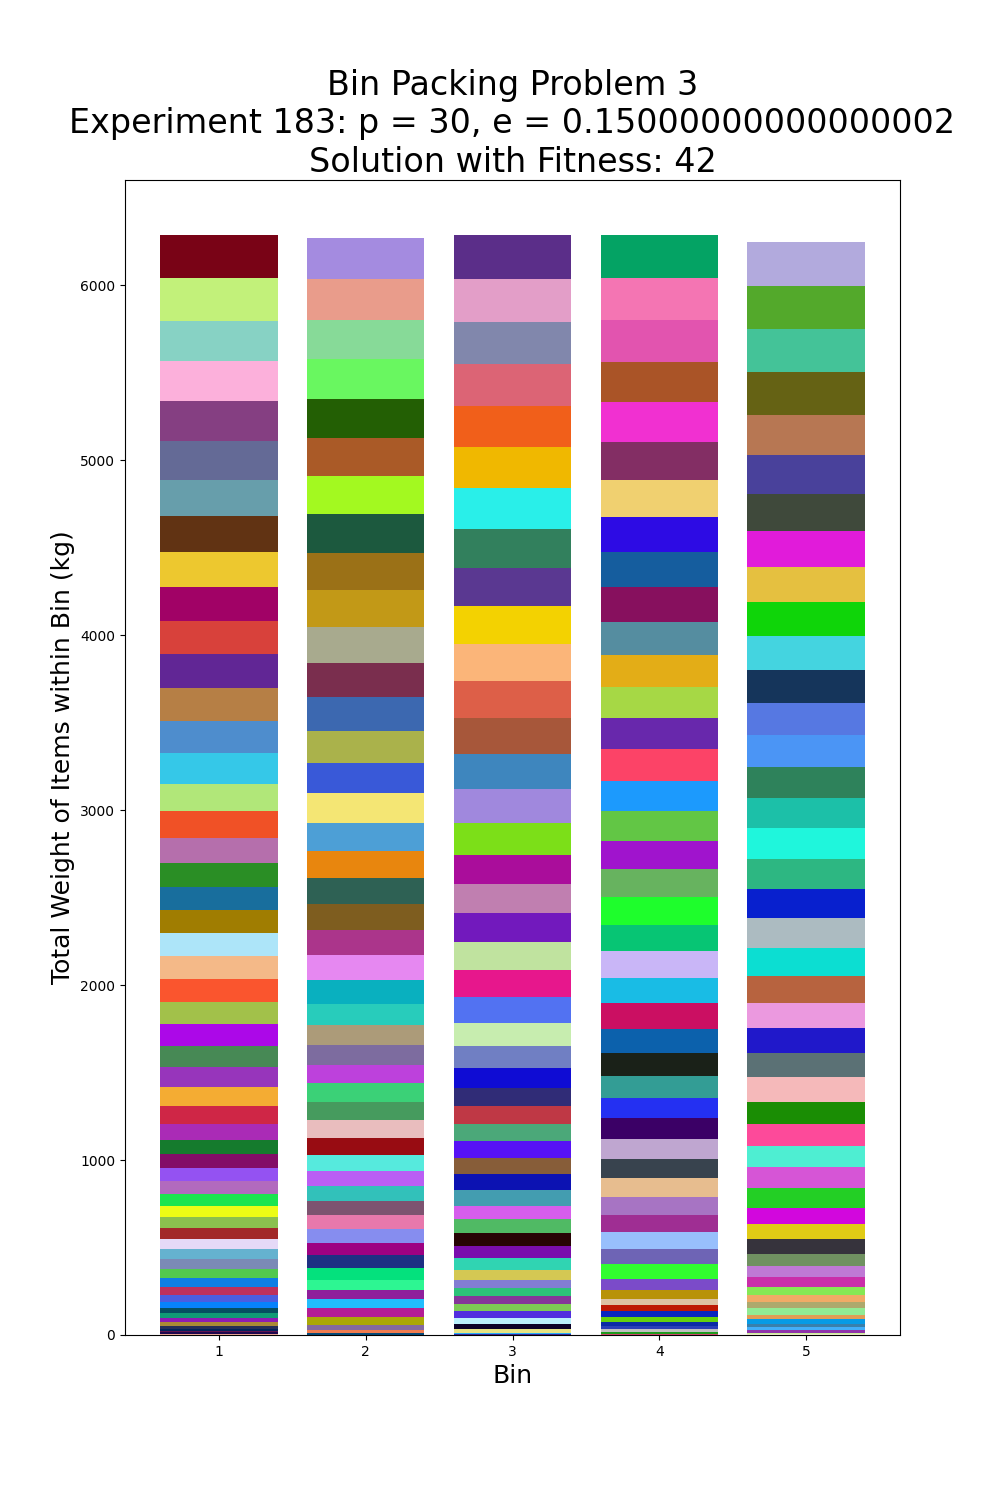 Bin Packing Problem 3
Experiment 183: p = 30, e = 0.15000000000000002
Solution with Fitness: 42
Total Weight of Items within Bin (kg)
6000
5000
4000
3000
2000
1000
0
1 2 3 4 5
Bin